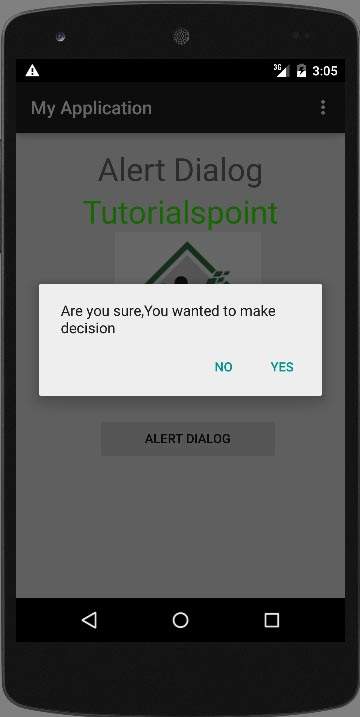 3G 3:05
My Application
Alert Dialog
Tutorialspoint
Are you sure,You wanted to make
decision
NO YES
ALERT DIALOG